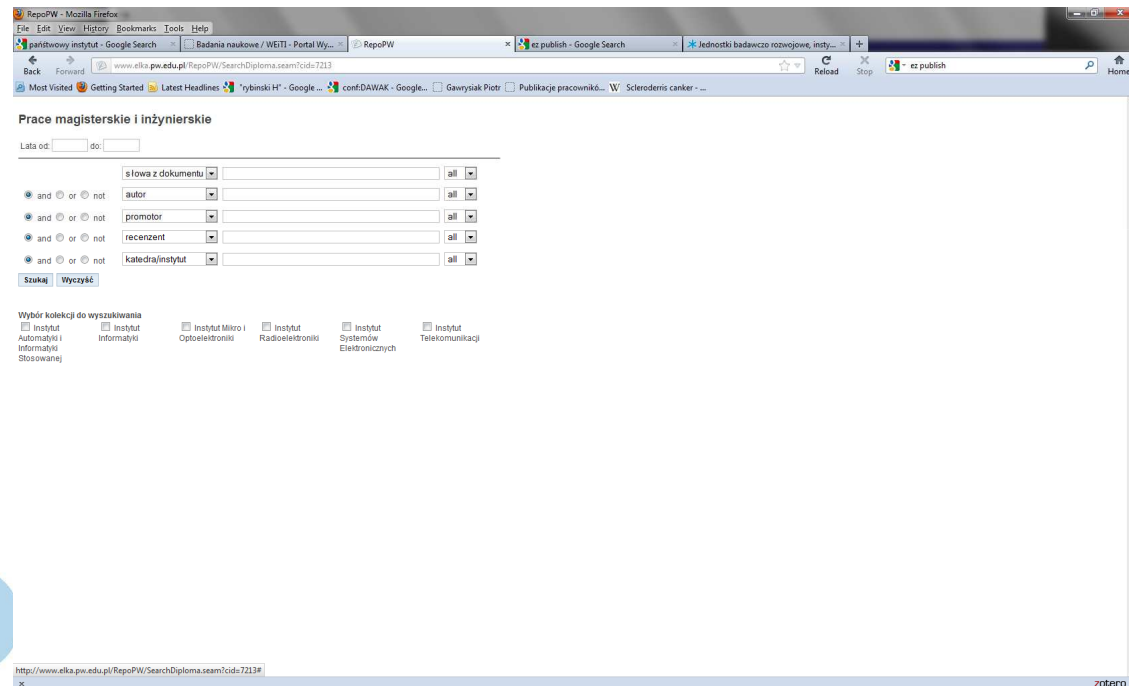 RepoPW - Mozilla Firefox
File Edit View History Bookmarks Tools Help
państwowy instytut - Google Search Badania naukowe / WEiTI - Portal Wy... RepoPW ez publish - Google Search Jednostki badawczo rozwojowe, insty...
Back Forward www.elka.pw.edu.pl/RepoPW/SearchDiploma.seam?cid=7213 Reload Stop ez publish Home
Most Visited Getting Started Latest Headlines "rybinski H" - Google ... conf:DAWAK - Google... Gawrysiak Piotr Publikacje pracownikó... W Scleroderris canker - ...
Prace magisterskie i inżynierskie
Lata od: do:
słowa z dokumentu all
and or not autor all
and or not promotor all
and or not recenzent all
and or not katedra/instytut all
Szukaj Wyczyść
Wybór kolekcji do wyszukiwania
Instytut Automatyki i Informatyki Stosowanej
Instytut Informatyki
Instytut Mikro i Optoelektroniki
Instytut Radioelektroniki
Instytut Systemów Elektronicznych
Instytut Telekomunikacji
http://www.elka.pw.edu.pl/RepoPW/SearchDiploma.seam?cid=7213#
x zotero